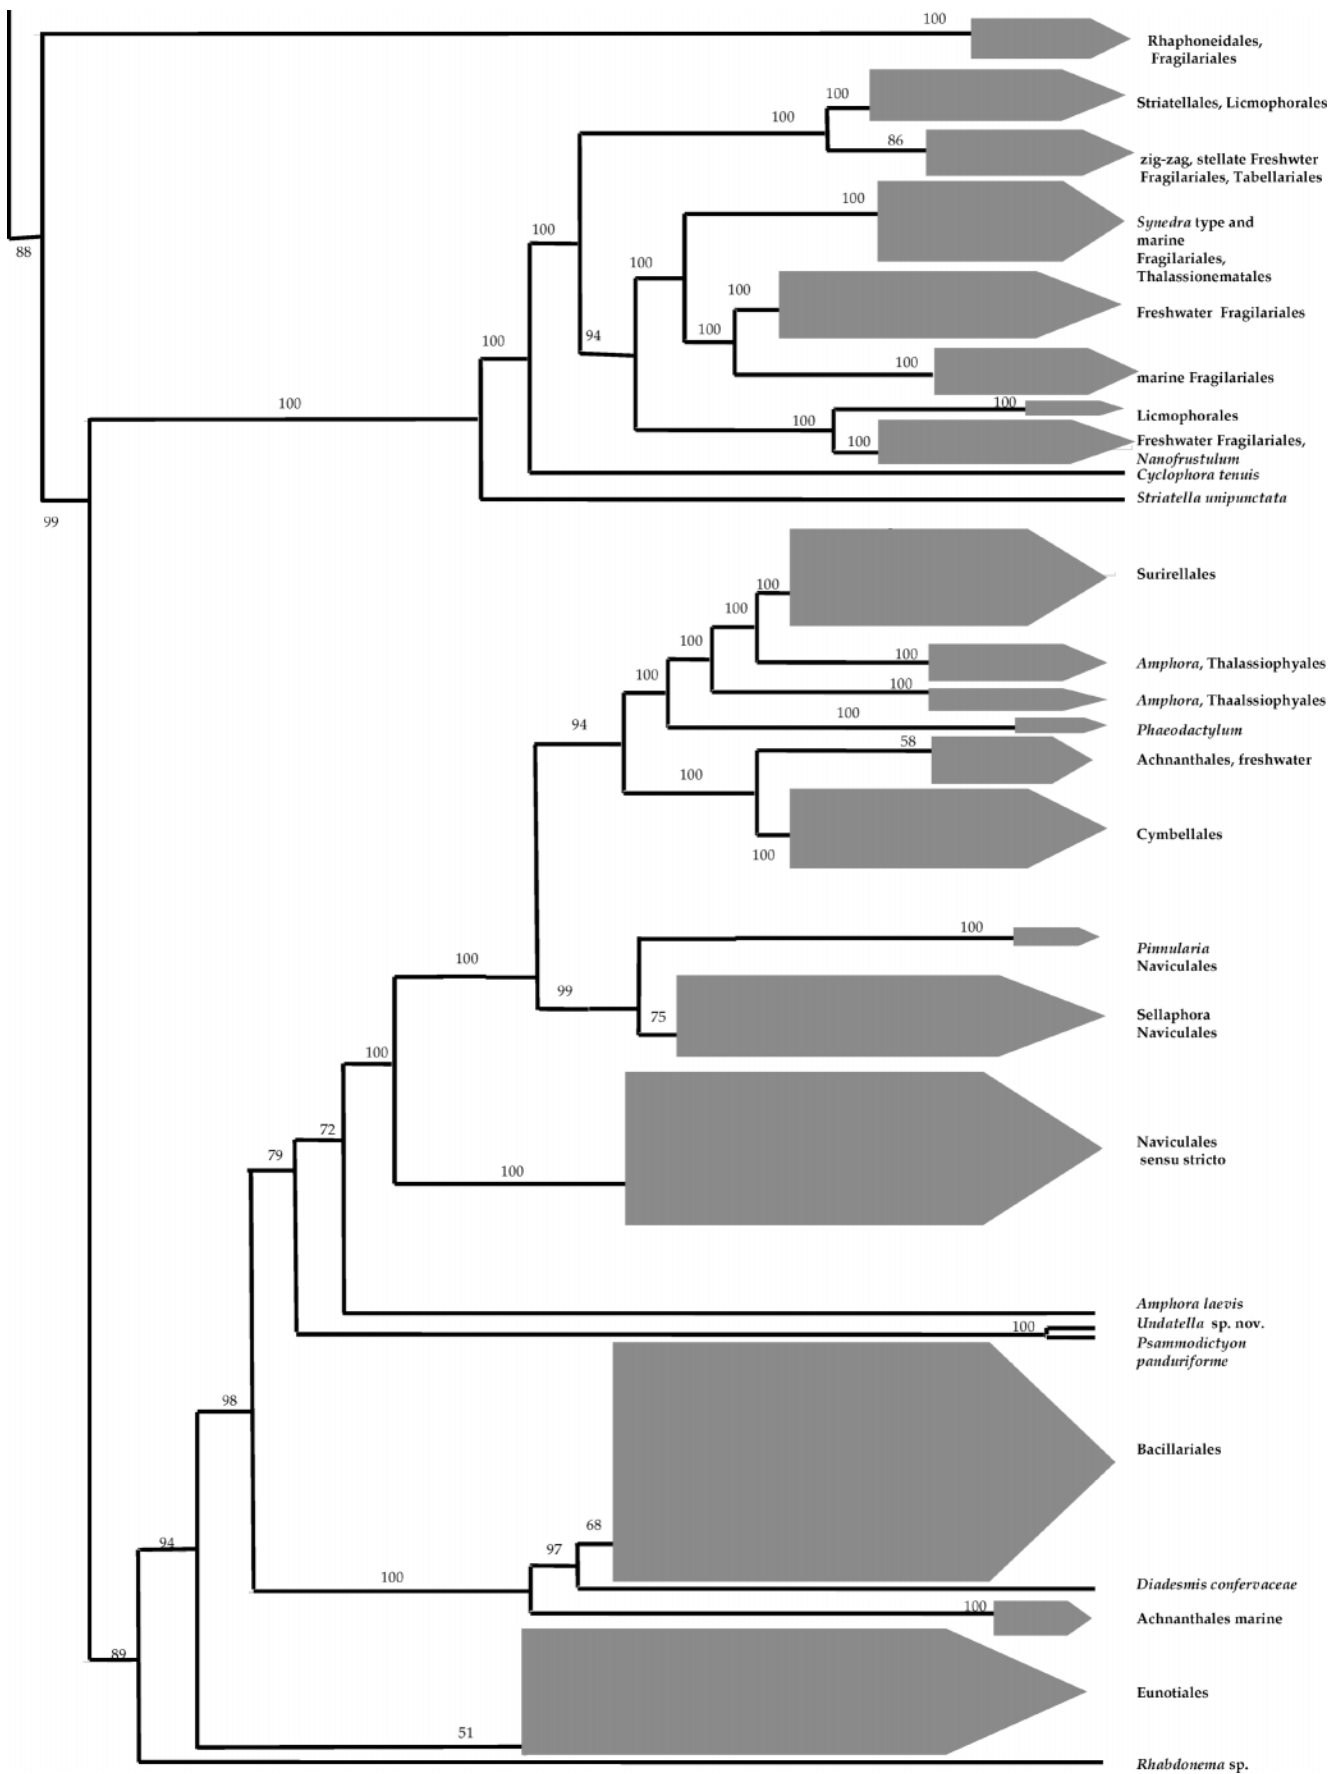 100
Rhaphoneidales,
Fragilariales
100
Striatellales, Licmophorales
100
86
zig-zag, stellate Freshwter
Fragilariales, Tabellariales
100
Synedra type and
marine
Fragilariales,
Thalassionematales
100
88
100
100
Freshwater Fragilariales
94
100
100
100
marine Fragilariales
100
100
Licmophorales
100
100
Freshwater Fragilariales,
Nanofrustulum
Cyclophora tenuis
Striatella unipunctata
99
Surirellales
100
100
100
100
Amphora, Thalassiophyales
100
100
Amphora, Thaalssiophyales
100
Phaeodactylum
94
58
Achnanthales, freshwater
100
Cymbellales
100
100
Pinnularia
Naviculales
100
99
75
Sellaphora
Naviculales
100
72
79
Naviculales
sensu stricto
100
Amphora laevis
100
Undatella sp. nov.
Psammodictyon
panduriforme
98
Bacillariales
68
94
97
100
Diadesmis confervaceae
100
Achnanthales marine
89
Eunotiales
51
Rhabdonema sp.